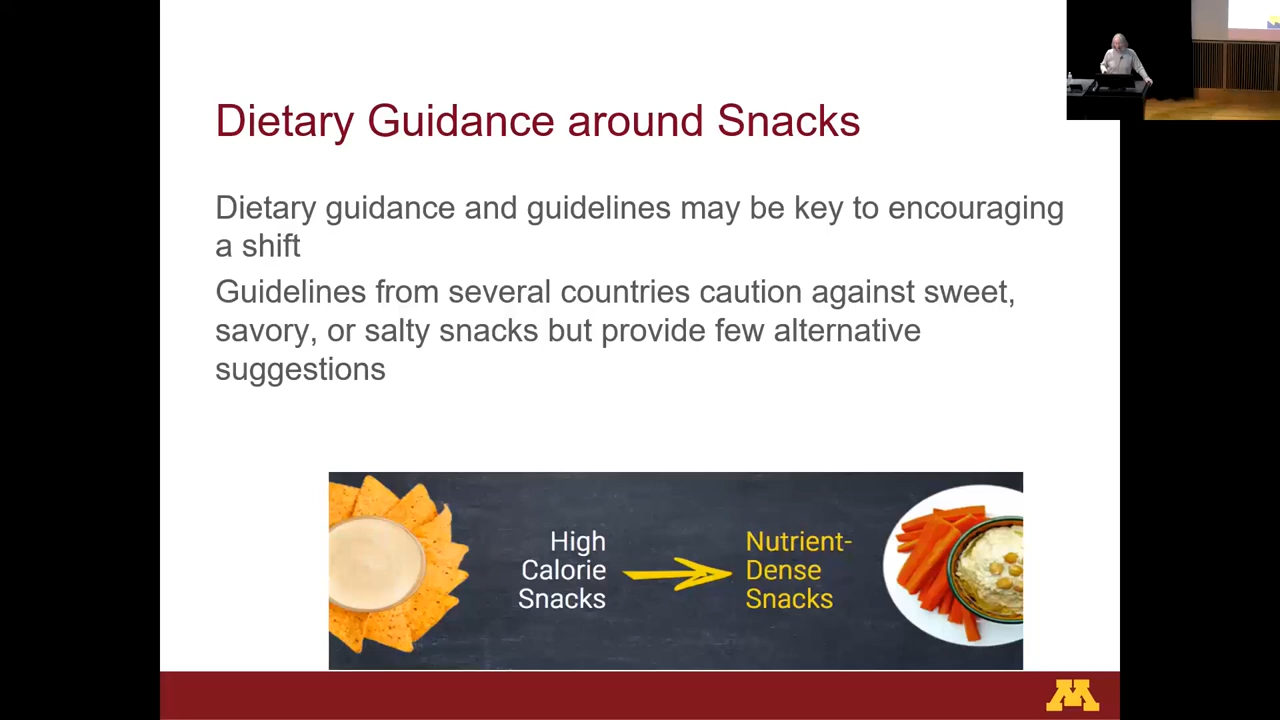 Dietary Guidance around Snacks
Dietary guidance and guidelines may be key to encouraging
a shift
Guidelines from several countries caution against sweet,
savory, or salty snacks but provide few alternative
suggestions
High
Calorie
Snacks
Nutrient-
Dense
Snacks
M